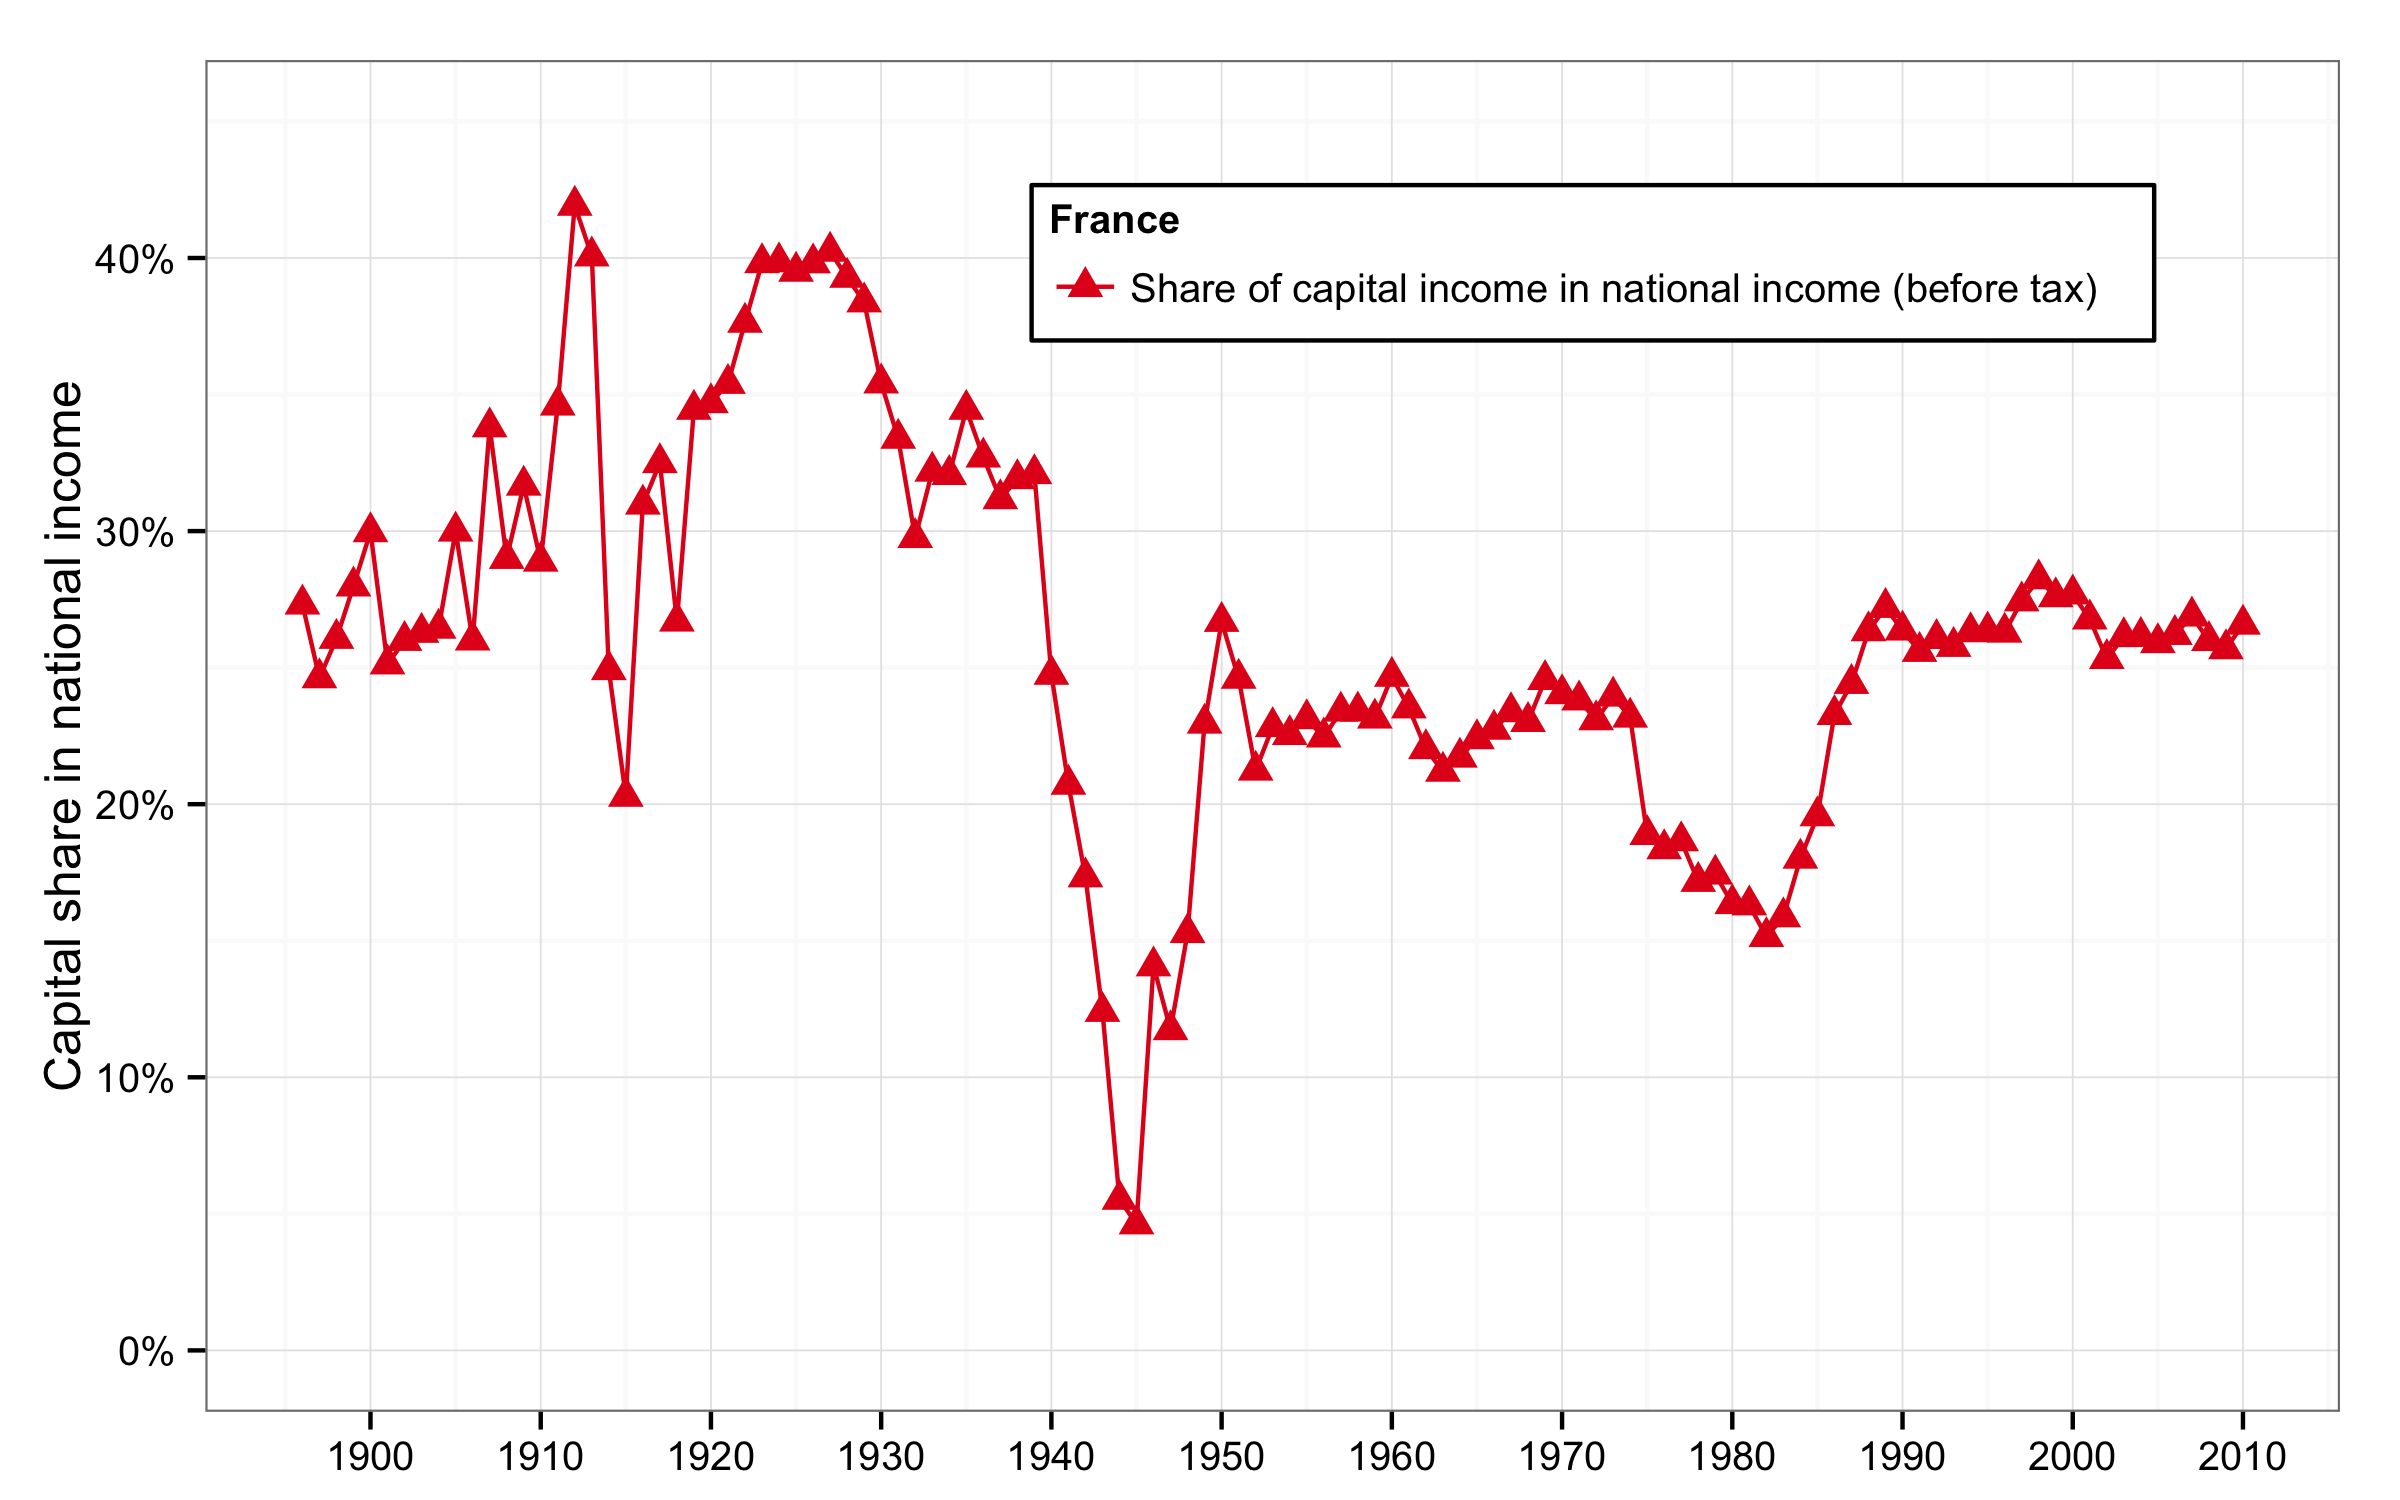 France
Share of capital income in national income (before tax)
Capital share in national income
40%
30%
20%
10%
0%
1900 1910 1920 1930 1940 1950 1960 1970 1980 1990 2000 2010